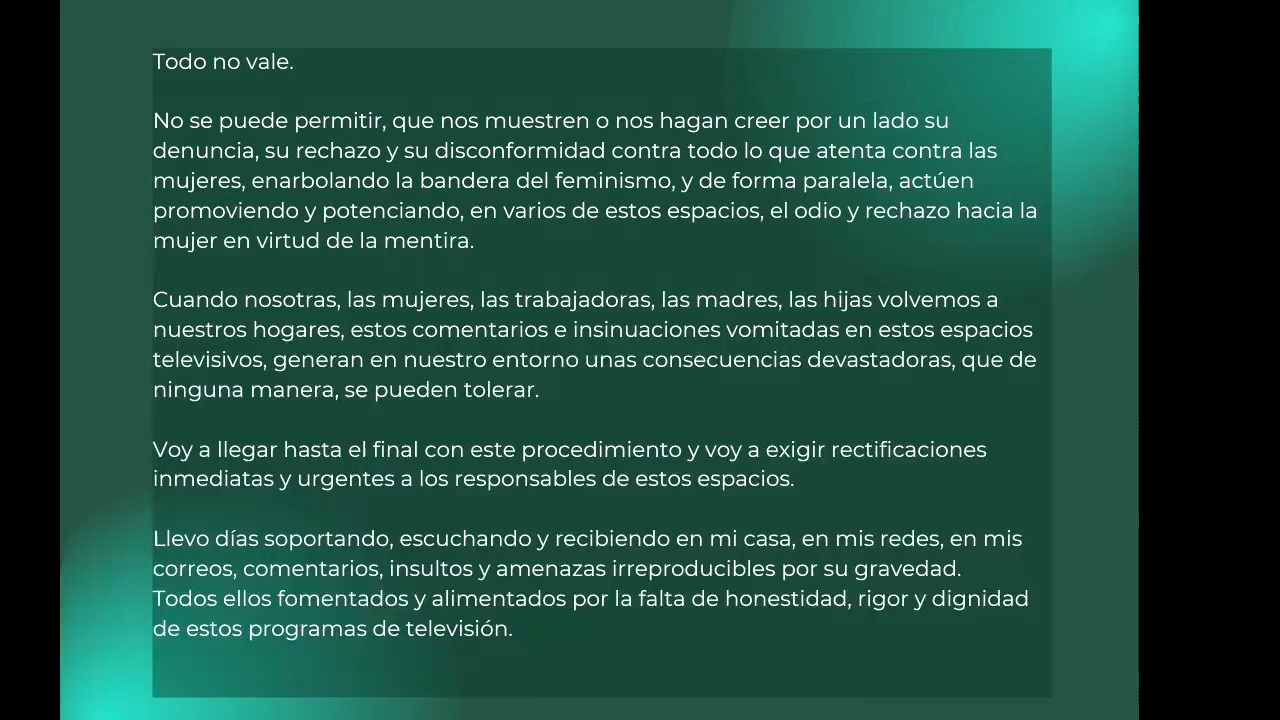 Todo no vale.
No se puede permitir, que nos muestren o nos hagan creer por un lado su
denuncia, su rechazo y su disconformidad contra todo lo que atenta contra las
mujeres, enarbolando la bandera del feminismo, y de forma paralela, actúen
promoviendo y potenciando, en varios de estos espacios, el odio y rechazo hacia la
mujer en virtud de la mentira.
Cuando nosotras, las mujeres, las trabajadoras, las madres, las hijas volvemos a
nuestros hogares, estos comentarios e insinuaciones vomitadas en estos espacios
televisivos, generan en nuestro entorno unas consecuencias devastadoras, que de
ninguna manera, se pueden tolerar.
Voy a llegar hasta el final con este procedimiento y voy a exigir rectificaciones
inmediatas y urgentes a los responsables de estos espacios.
Llevo días soportando, escuchando y recibiendo en mi casa, en mis redes, en mis
correos, comentarios, insultos y amenazas irreproducibles por su gravedad.
Todos ellos fomentados y alimentados por la falta de honestidad, rigor y dignidad
de estos programas de televisión.